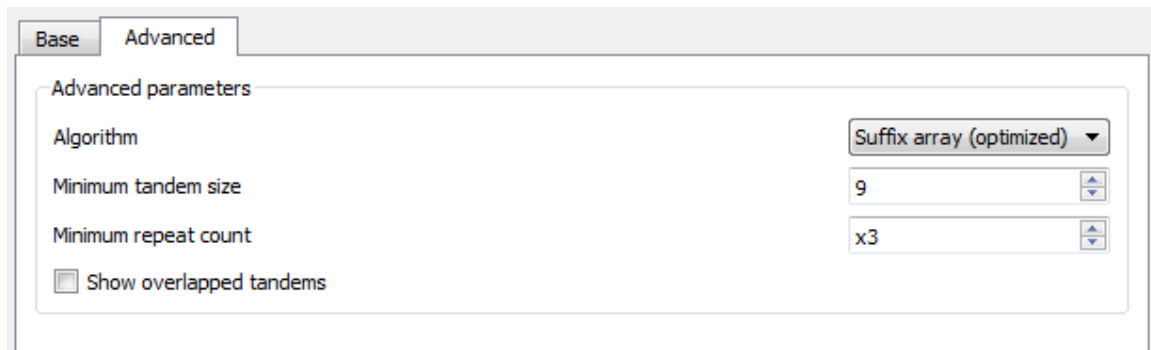 Base Advanced
Advanced parameters
Algorithm Suffix array (optimized)
Minimum tandem size 9
Minimum repeat count x3
Show overlapped tandems